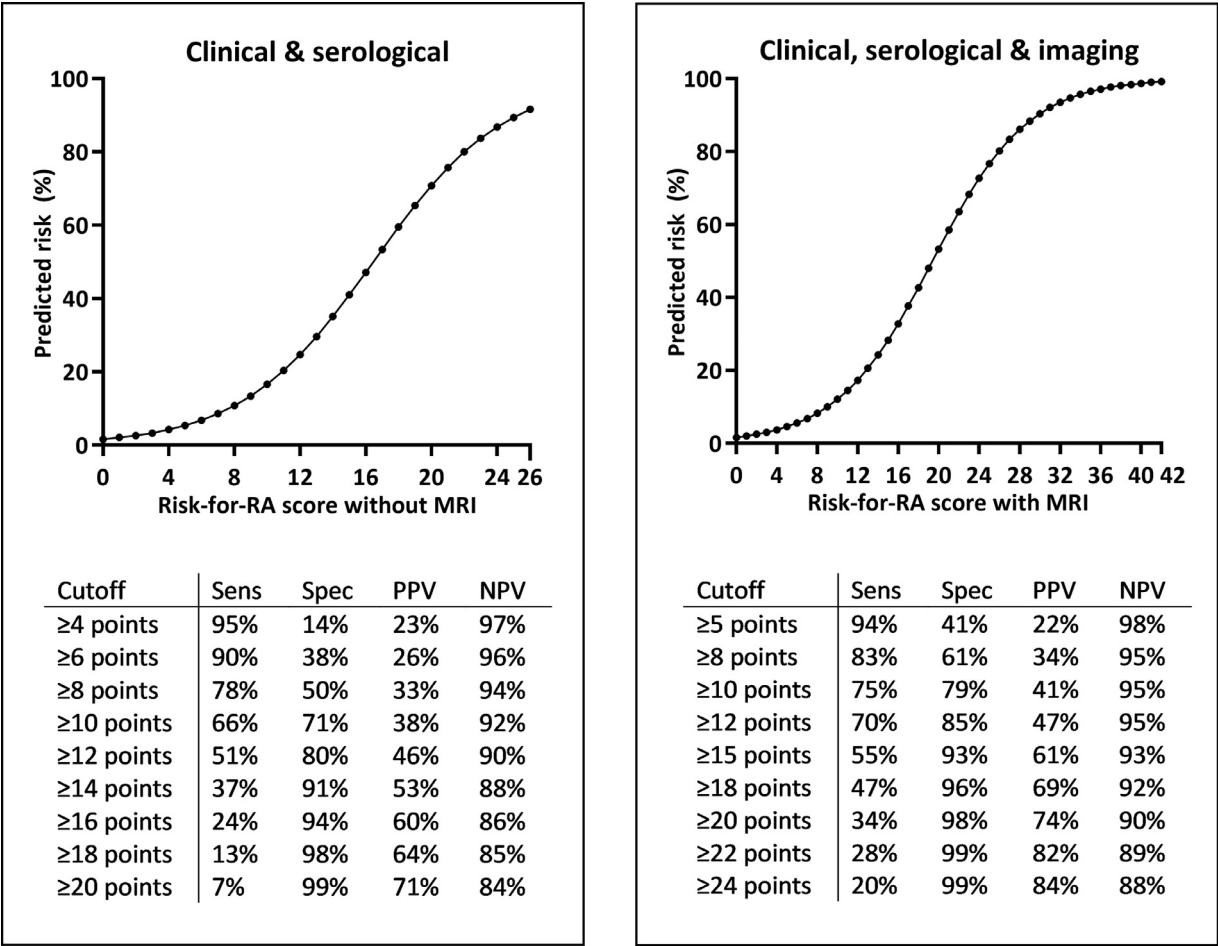 Clinical & serological
100
80
60
40
20
0
Predicted risk (%)
0 4 8 12 16 20 24 26
Risk-for-RA score without MRI
Cutoff Sens Spec PPV NPV
≥4 points 95% 14% 23% 97%
≥6 points 90% 38% 26% 96%
≥8 points 78% 50% 33% 94%
≥10 points 66% 71% 38% 92%
≥12 points 51% 80% 46% 90%
≥14 points 37% 91% 53% 88%
≥16 points 24% 94% 60% 86%
≥18 points 13% 98% 64% 85%
≥20 points 7% 99% 71% 84%
Clinical, serological & imaging
100
80
60
40
20
0
Predicted risk (%)
0 4 8 12 16 20 24 28 32 36 40 42
Risk-for-RA score with MRI
Cutoff Sens Spec PPV NPV
≥5 points 94% 41% 22% 98%
≥8 points 83% 61% 34% 95%
≥10 points 75% 79% 41% 95%
≥12 points 70% 85% 47% 95%
≥15 points 55% 93% 61% 93%
≥18 points 47% 96% 69% 92%
≥20 points 34% 98% 74% 90%
≥22 points 28% 99% 82% 89%
≥24 points 20% 99% 84% 88%